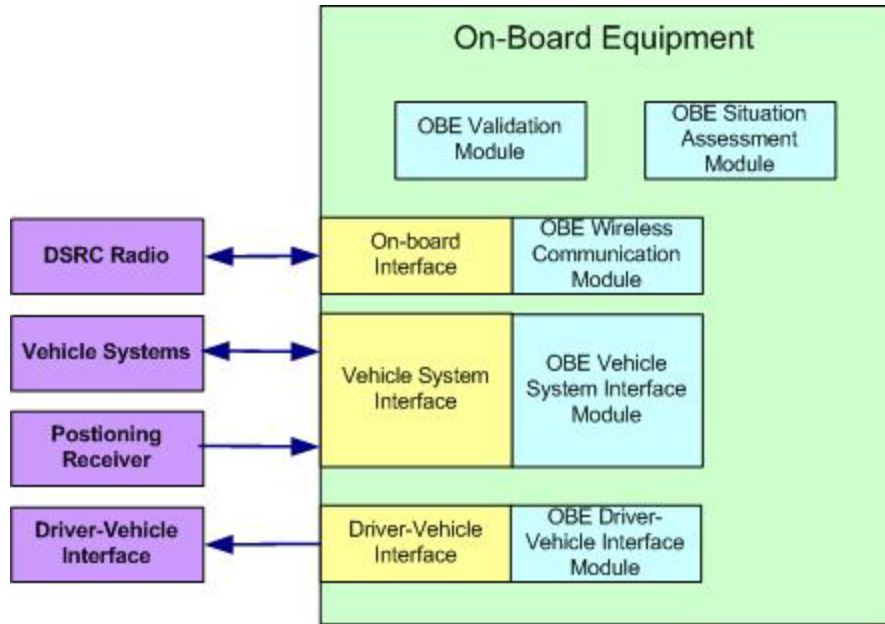 On-Board Equipment
OBE Validation
Module
OBE Situation
Assessment
Module
DSRC Radio
On-board
Interface
OBE Wireless
Communication
Module
Vehicle Systems
Vehicle System
Interface
OBE Vehicle
System Interface
Module
Postioning
Receiver
Driver-Vehicle
Interface
Driver-Vehicle
Interface
OBE Driver-
Vehicle Interface
Module